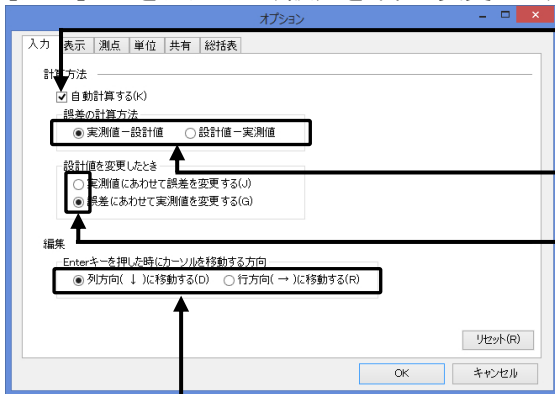 オプション
入力 表示 測点 単位 共有 総括表
計算方法
自動計算する(K)
誤差の計算方法
実測値－設計値 設計値－実測値
設計値を変更したとき
実測値にあわせて誤差を変更する(J)
誤差にあわせて実測値を変更する(G)
編集
Enterキーを押した時にカーソルを移動する方向
列方向( ↓ )に移動する(D) 行方向( → )に移動する(R)
リセット(R)
OK キャンセル